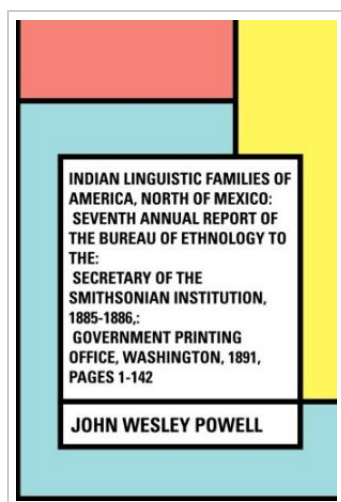 INDIAN LINGUISTIC FAMILIES OF
AMERICA, NORTH OF MEXICO:
SEVENTH ANNUAL REPORT OF
THE BUREAU OF ETHNOLOGY TO
THE:
SECRETARY OF THE
SMITHSONIAN INSTITUTION,
1885-1886,:
GOVERNMENT PRINTING
OFFICE, WASHINGTON, 1891,
PAGES 1-142
JOHN WESLEY POWELL